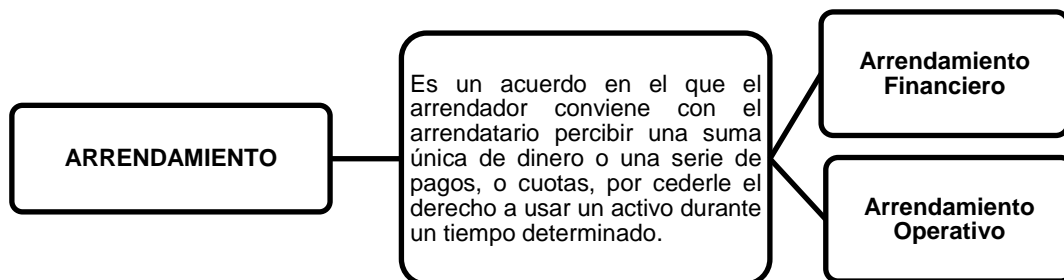 ARRENDAMIENTO
Es un acuerdo en el que el
arrendador conviene con el
arrendatario percibir una suma
única de dinero o una serie de
pagos, o cuotas, por cederle el
derecho a usar un activo durante
un tiempo determinado.
Arrendamiento
Financiero
Arrendamiento
Operativo